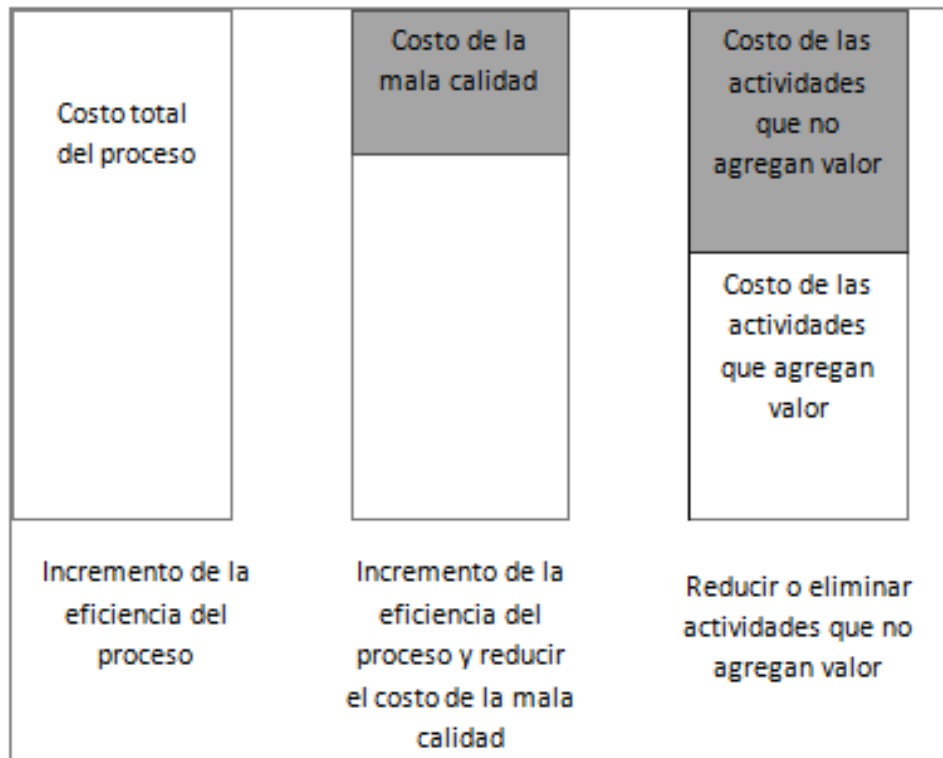 Costo total
del proceso
Costo de la
mala calidad
Costo de las
actividades
que no
agregan valor
Costo de las
actividades
que agregan
valor
Incremento de la
eficiencia del
proceso
Incremento de la
eficiencia del
proceso y reducir
el costo de la mala
calidad
Reducir o eliminar
actividades que no
agregan valor